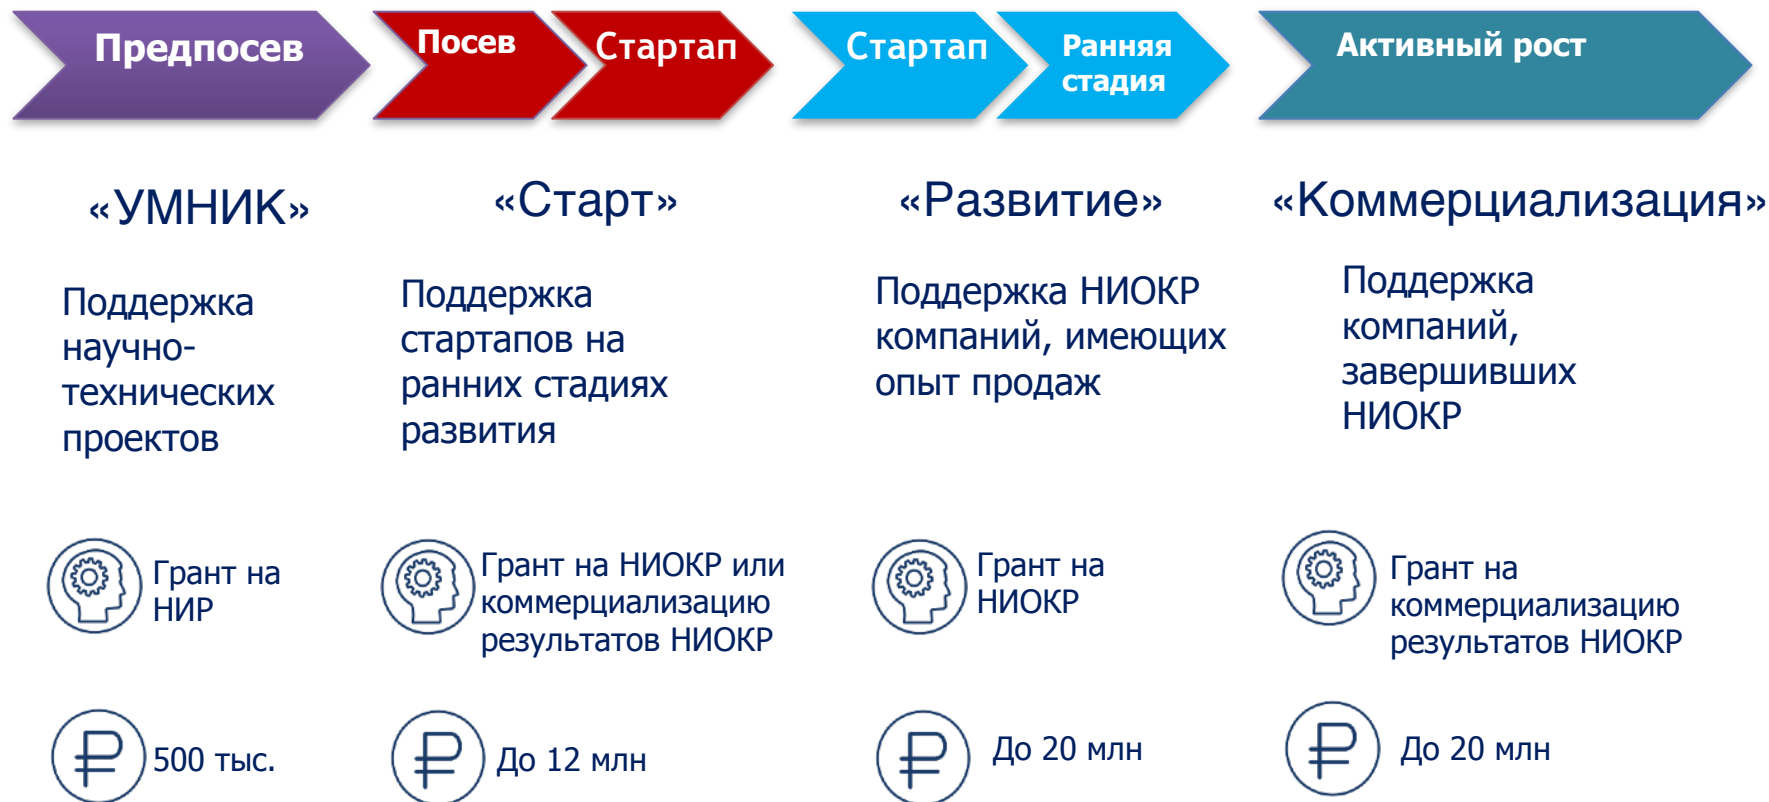 Предпосев
Посев
Стартап
Стартап
Ранняя
стадия
Активный рост
«УМНИК»
«Старт»
«Развитие»
«Коммерциализация»
Поддержка
научно-
технических
проектов
Поддержка
стартапов на
ранних стадиях
развития
Поддержка НИОКР
компаний, имеющих
опыт продаж
Поддержка
компаний,
завершивших
НИОКР
Грант на
НИР
Грант на НИОКР или
коммерциализацию
результатов НИОКР
Грант на
НИОКР
Грант на
коммерциализацию
результатов НИОКР
₽ 500 тыс.
₽ До 12 млн
₽ До 20 млн
₽ До 20 млн